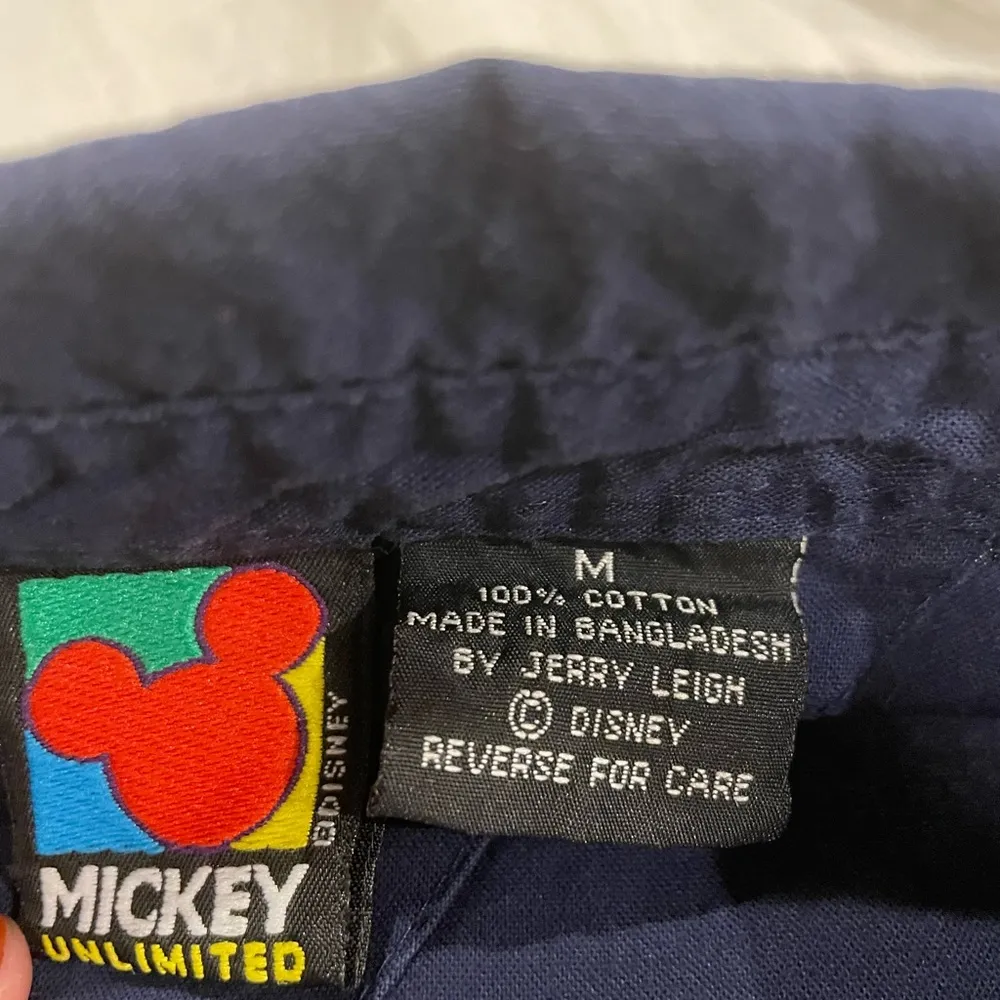 ©DISNEY
MICKEY
UNLIMITED
M
100% COTTON
MADE IN BANGLADESH
BY JERRY LEIGH
© DISNEY
REVERSE FOR CARE